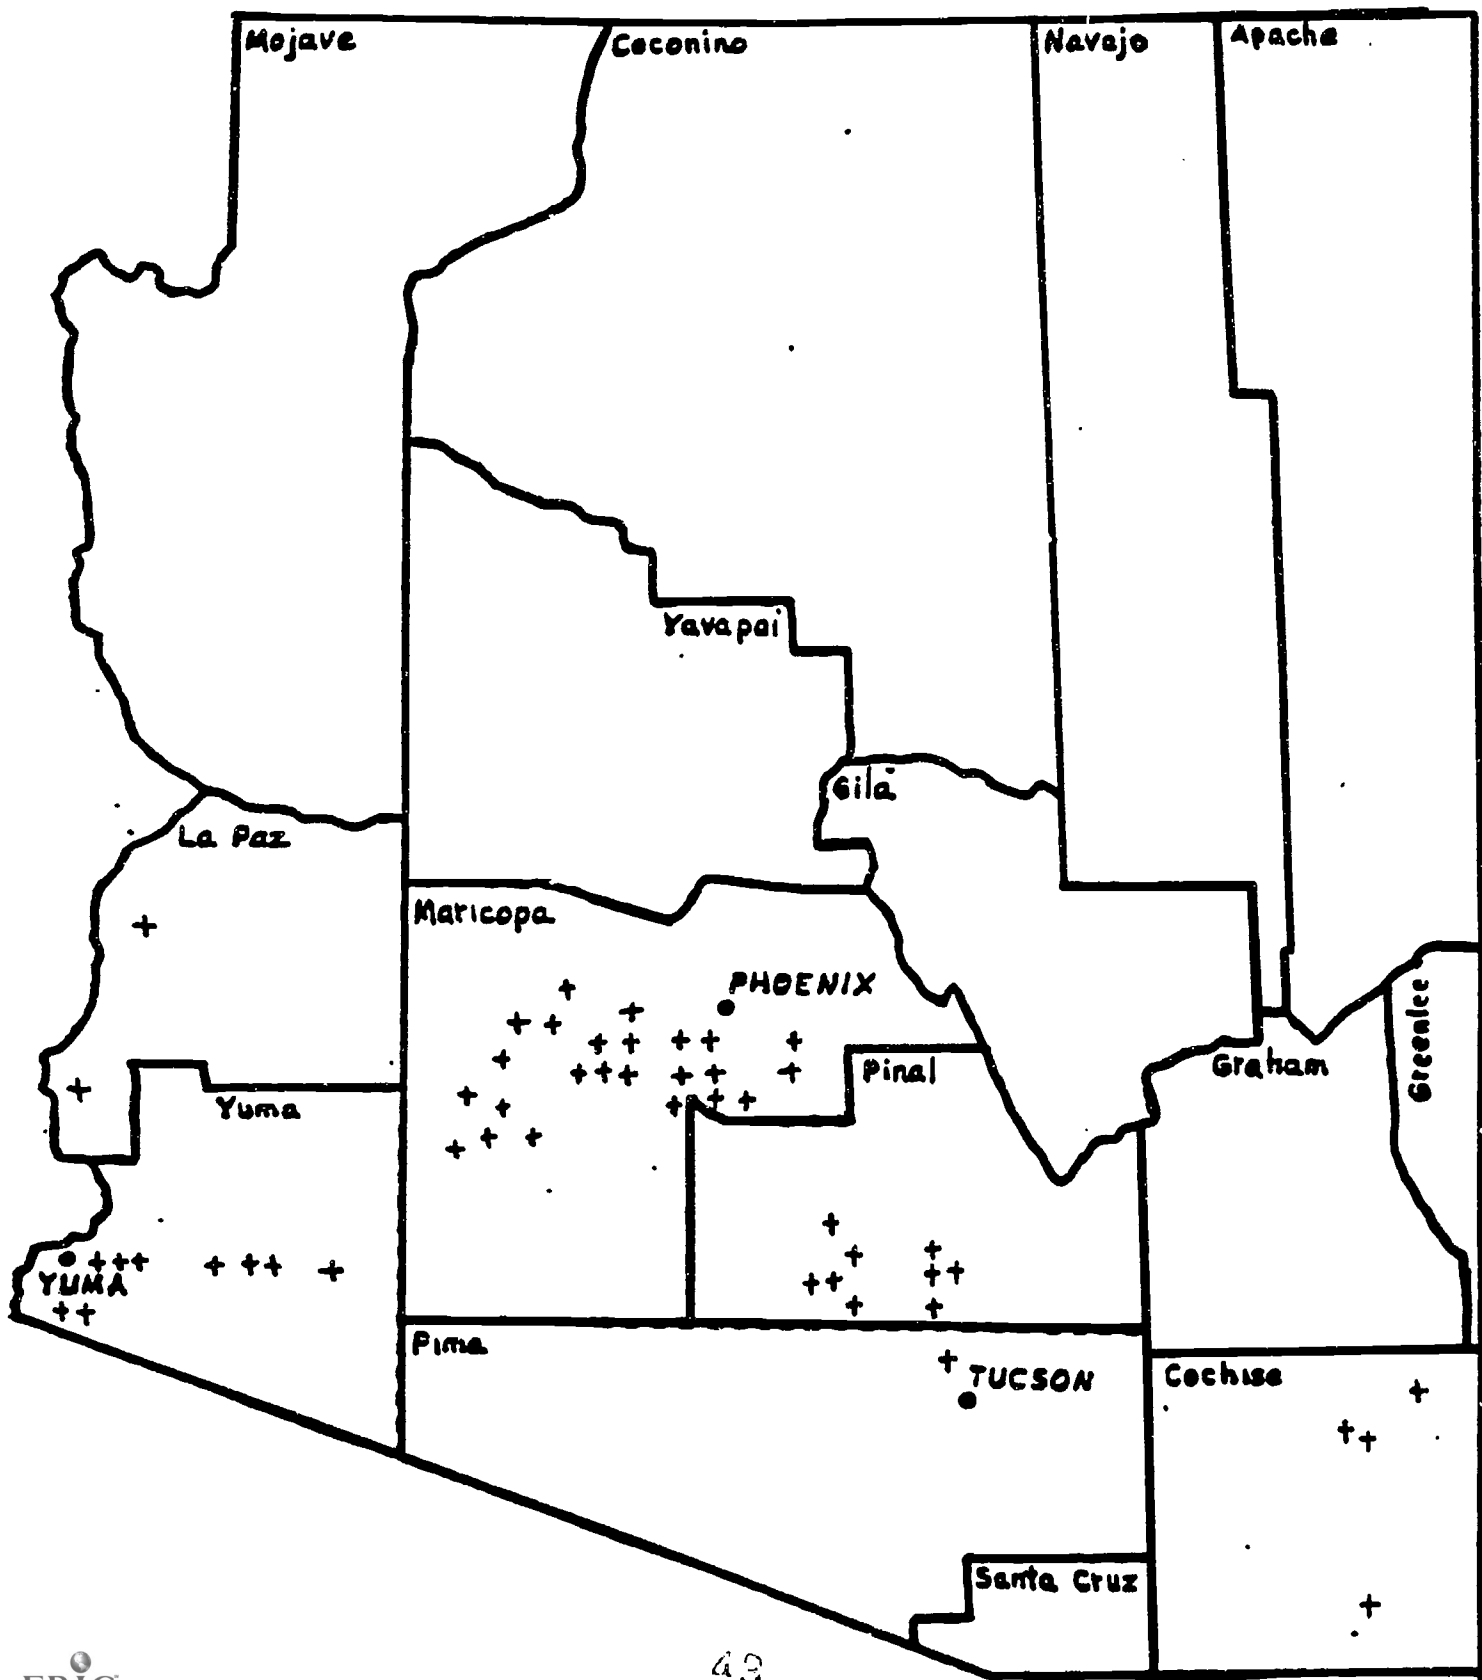 Mojave
Coconino
Navajo
Apache
Yavapai
Gila
La Paz
Maricopa
PHOENIX
Greenlee
Pinal
Graham
Yuma
YUMA
Pima
TUCSON
Cochise
Santa Cruz